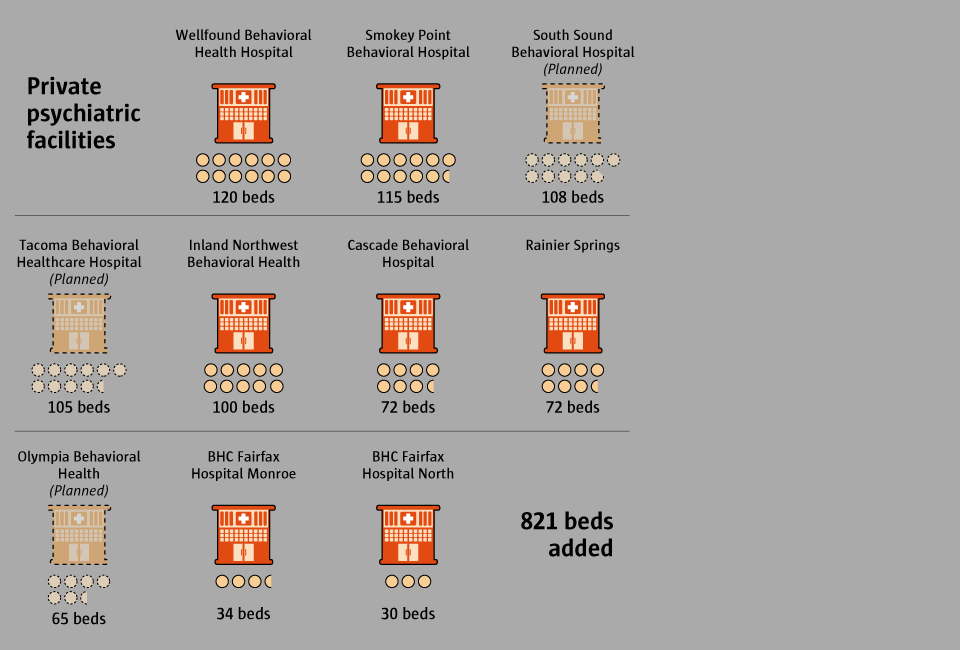 Private
psychiatric
facilities
Wellfound Behavioral
Health Hospital
120 beds
Smokey Point
Behavioral Hospital
115 beds
South Sound
Behavioral Hospital
(Planned)
108 beds
Tacoma Behavioral
Healthcare Hospital
(Planned)
105 beds
Inland Northwest
Behavioral Health
100 beds
Cascade Behavioral
Hospital
72 beds
Rainier Springs
72 beds
Olympia Behavioral
Health
(Planned)
65 beds
BHC Fairfax
Hospital Monroe
34 beds
BHC Fairfax
Hospital North
30 beds
821 beds
added